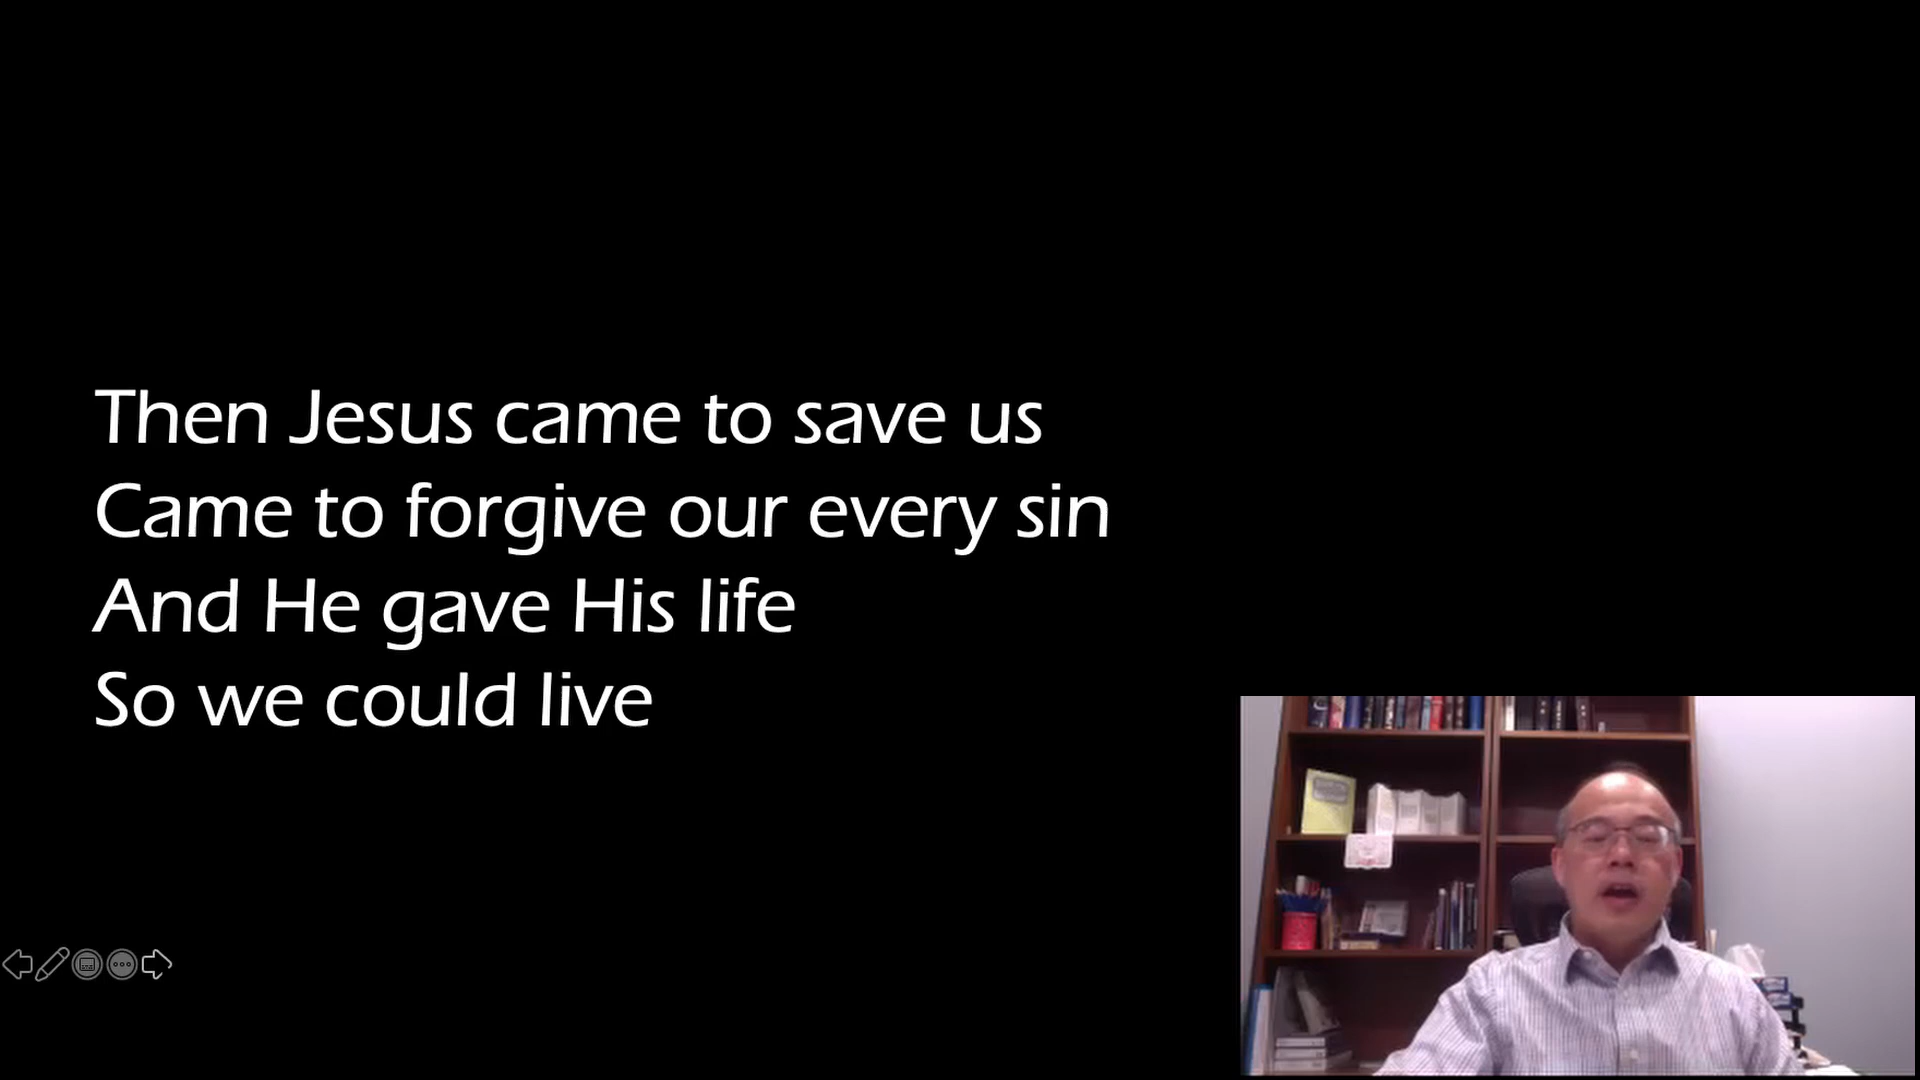 Then Jesus came to save us
Came to forgive our every sin
And He gave His life
So we could live